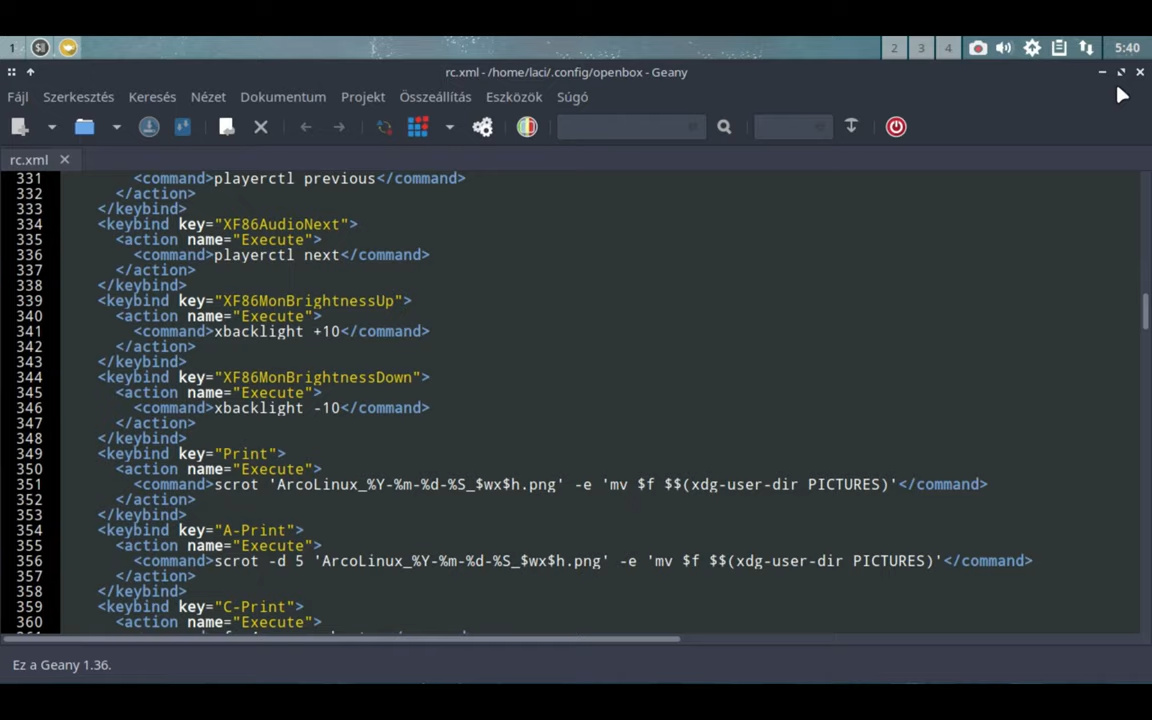 1
2 3 4 5:40
rc.xml - /home/laci/.config/openbox - Geany
Fájl Szerkesztés Keresés Nézet Dokumentum Projekt Összeállítás Eszközök Súgó
rc.xml
331 <command>playerctl previous</command>
332 </action>
333 </keybind>
334 <keybind key="XF86AudioNext">
335 <action name="Execute">
336 <command>playerctl next</command>
337 </action>
338 </keybind>
339 <keybind key="XF86MonBrightnessUp">
340 <action name="Execute">
341 <command>xbacklight +10</command>
342 </action>
343 </keybind>
344 <keybind key="XF86MonBrightnessDown">
345 <action name="Execute">
346 <command>xbacklight -10</command>
347 </action>
348 </keybind>
349 <keybind key="Print">
350 <action name="Execute">
351 <command>scrot 'ArcoLinux_%Y-%m-%d-%S_$wx$h.png' -e 'mv $f $$(xdg-user-dir PICTURES)'</command>
352 </action>
353 </keybind>
354 <keybind key="A-Print">
355 <action name="Execute">
356 <command>scrot -d 5 'ArcoLinux_%Y-%m-%d-%S_$wx$h.png' -e 'mv $f $$(xdg-user-dir PICTURES)'</command>
357 </action>
358 </keybind>
359 <keybind key="C-Print">
360 <action name="Execute">
Ez a Geany 1.36.